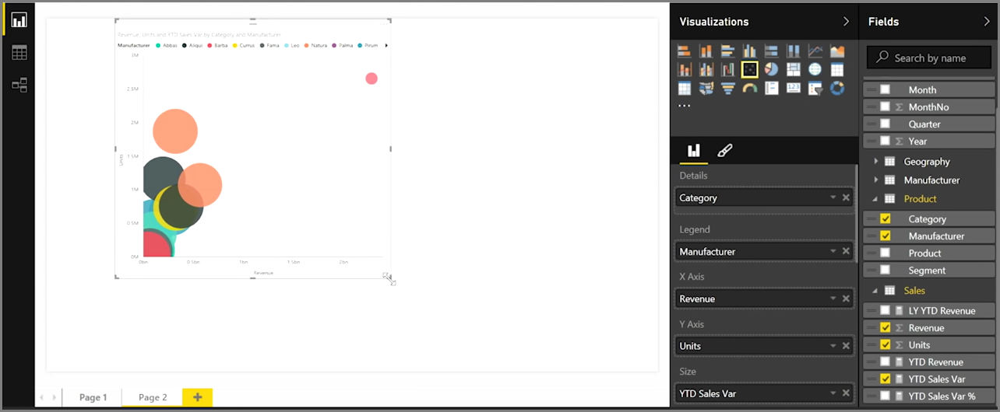 Revenue, Units and YTD Sales Var by Category and Manufacturer
Manufacturer Abbas Aliqui Barba Currus Fama Leo Natura Palma Pirum
3M
2.5M
2M
1.5M
1M
0.5M
0M
Units
0bn 0.5bn 1bn 1.5bn 2bn
Revenue
Page 1
Page 2
+
Visualizations
123
...
Details
Category
Legend
Manufacturer
X Axis
Revenue
Y Axis
Units
Size
YTD Sales Var
Fields
Search by name
Month
Σ MonthNo
Quarter
Σ Year
Geography
Manufacturer
Product
Category
Manufacturer
Product
Segment
Sales
LY YTD Revenue
Σ Revenue
Σ Units
YTD Revenue
YTD Sales Var
YTD Sales Var %